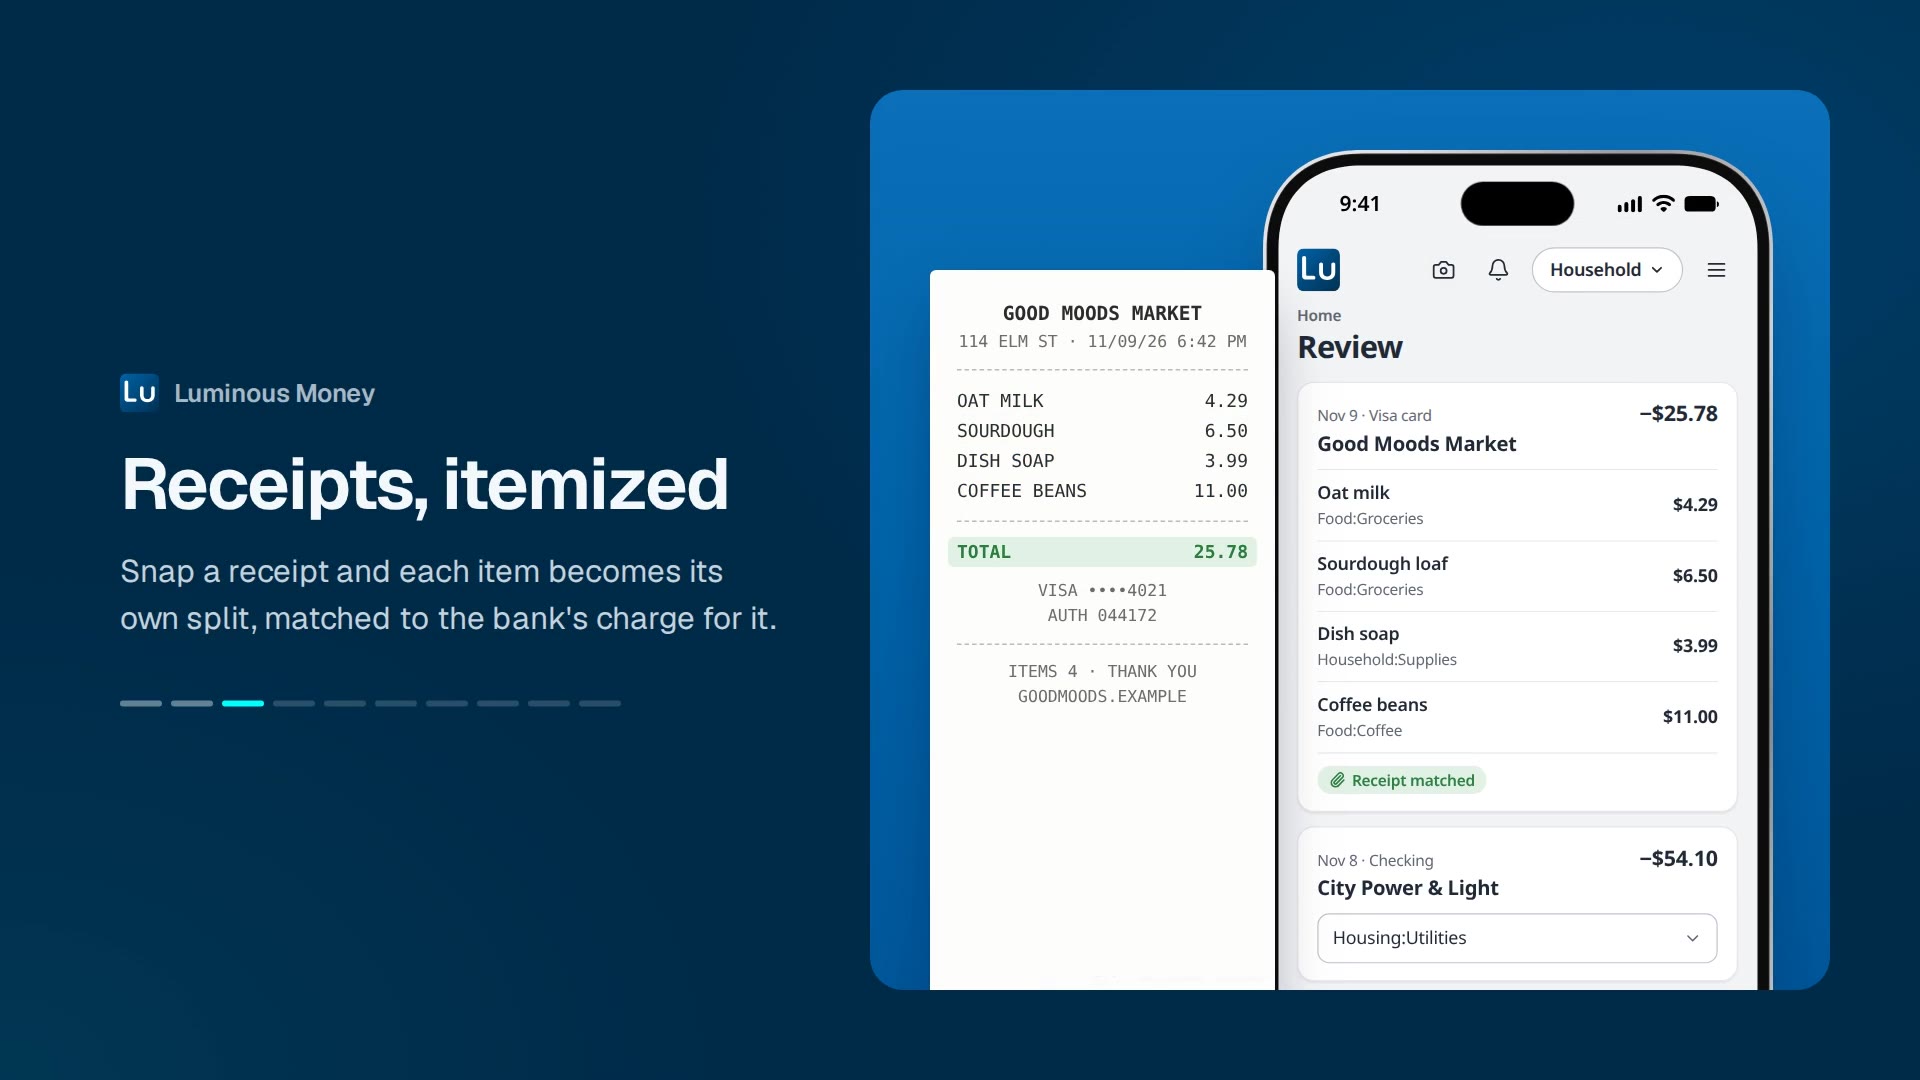 Lu Luminous Money
Receipts, itemized
Snap a receipt and each item becomes its
own split, matched to the bank's charge for it.
GOOD MOODS MARKET
114 ELM ST · 11/09/26 6:42 PM
OAT MILK 4.29
SOURDOUGH 6.50
DISH SOAP 3.99
COFFEE BEANS 11.00
TOTAL 25.78
VISA ••••4021
AUTH 044172
ITEMS 4 · THANK YOU
GOODMOODS.EXAMPLE
9:41
Lu Household
Home
Review
Nov 9 · Visa card −$25.78
Good Moods Market
Oat milk $4.29
Food:Groceries
Sourdough loaf $6.50
Food:Groceries
Dish soap $3.99
Household:Supplies
Coffee beans $11.00
Food:Coffee
Receipt matched
Nov 8 · Checking −$54.10
City Power & Light
Housing:Utilities